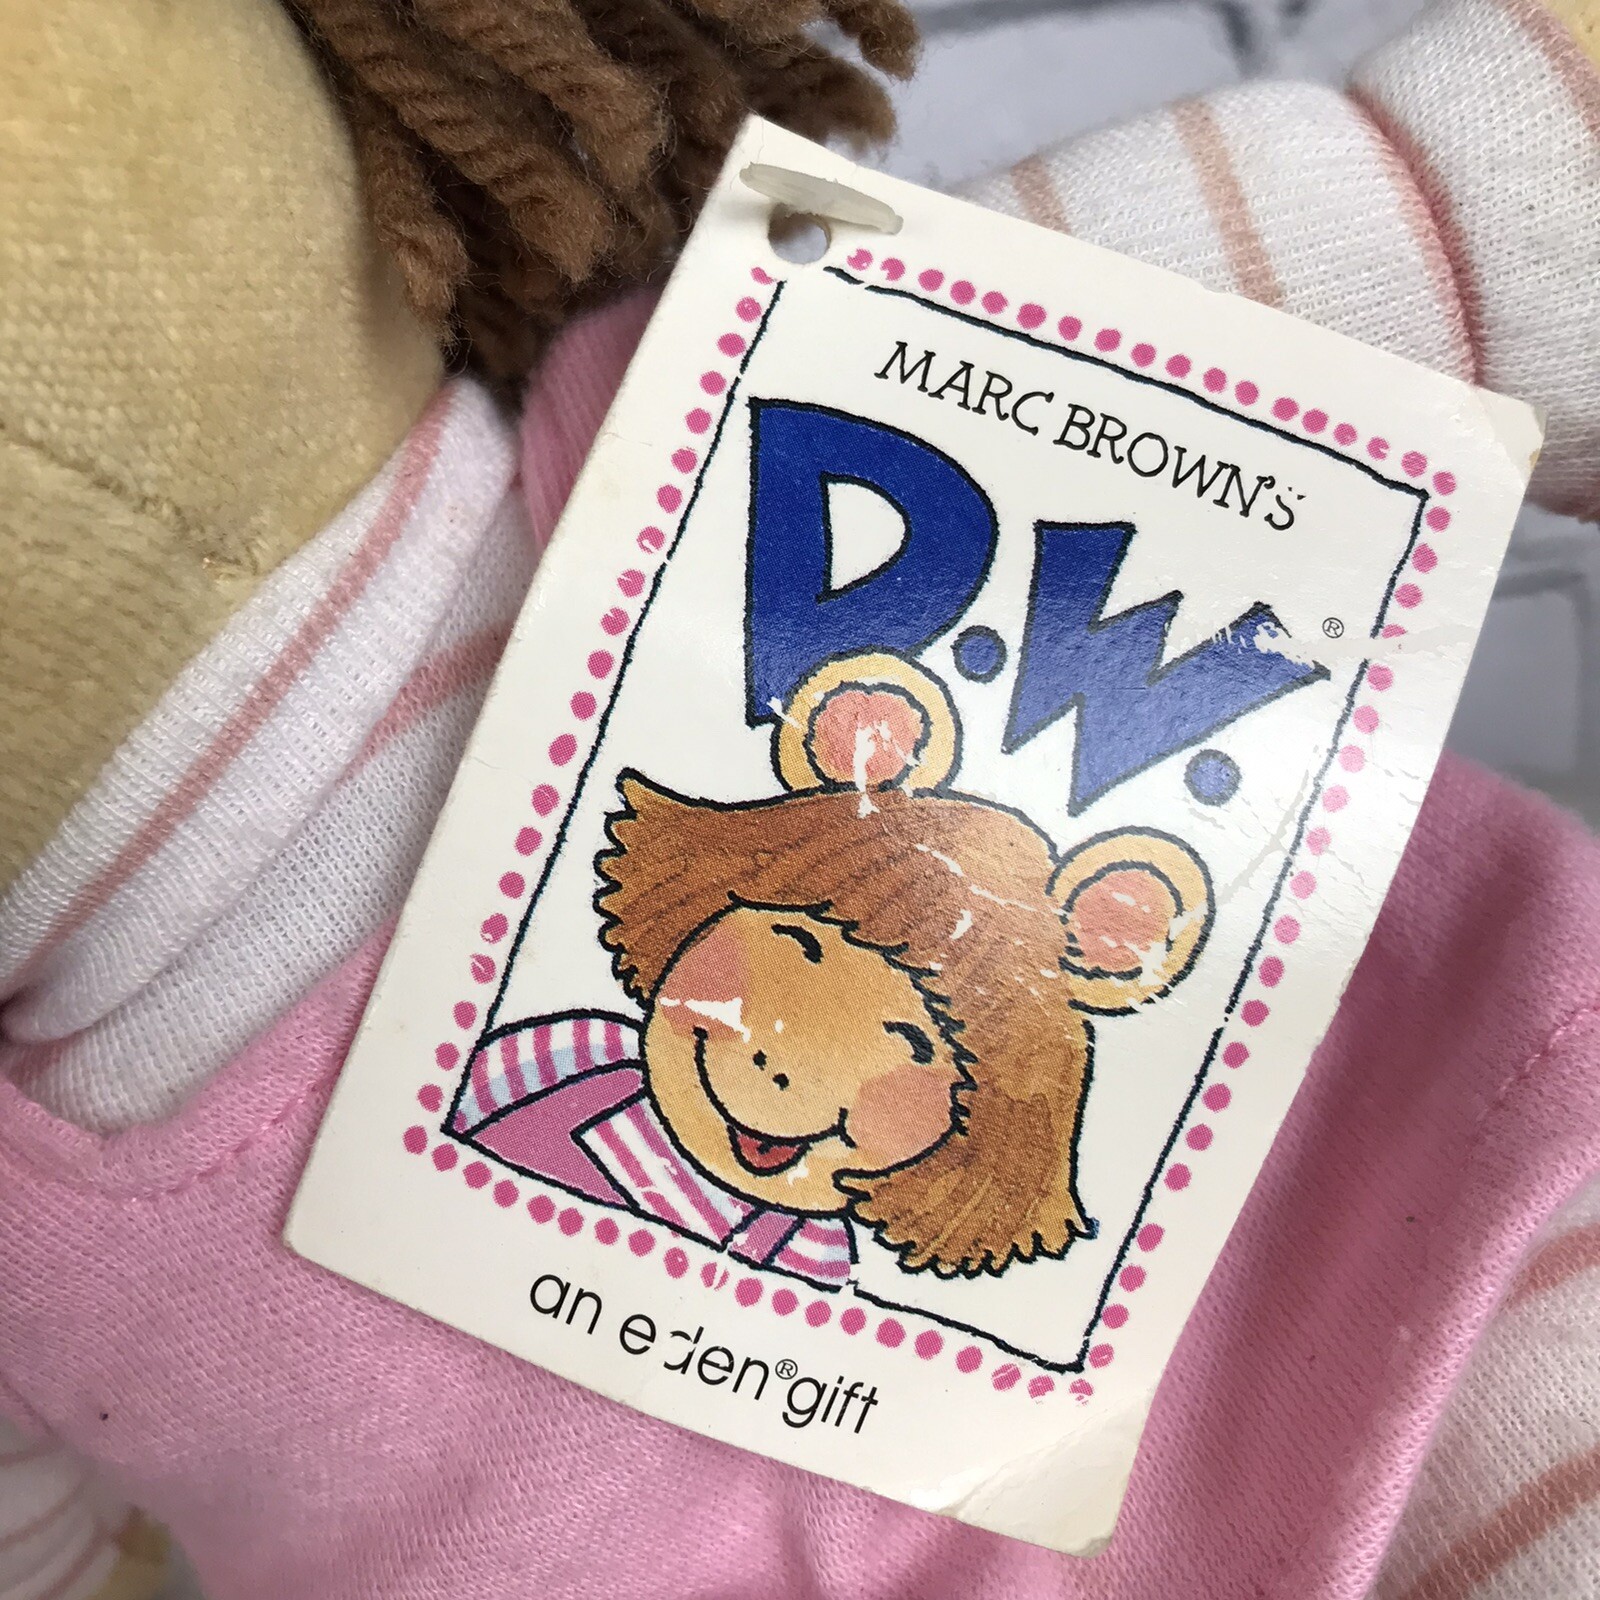 MARC BROWN'S
D.W.®
an eden® gift